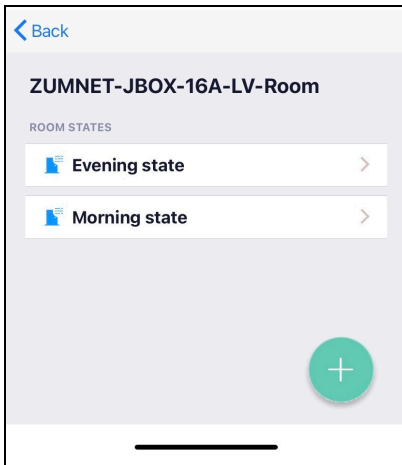 Back
ZUMNET-JBOX-16A-LV-Room
ROOM STATES
Evening state
Morning state